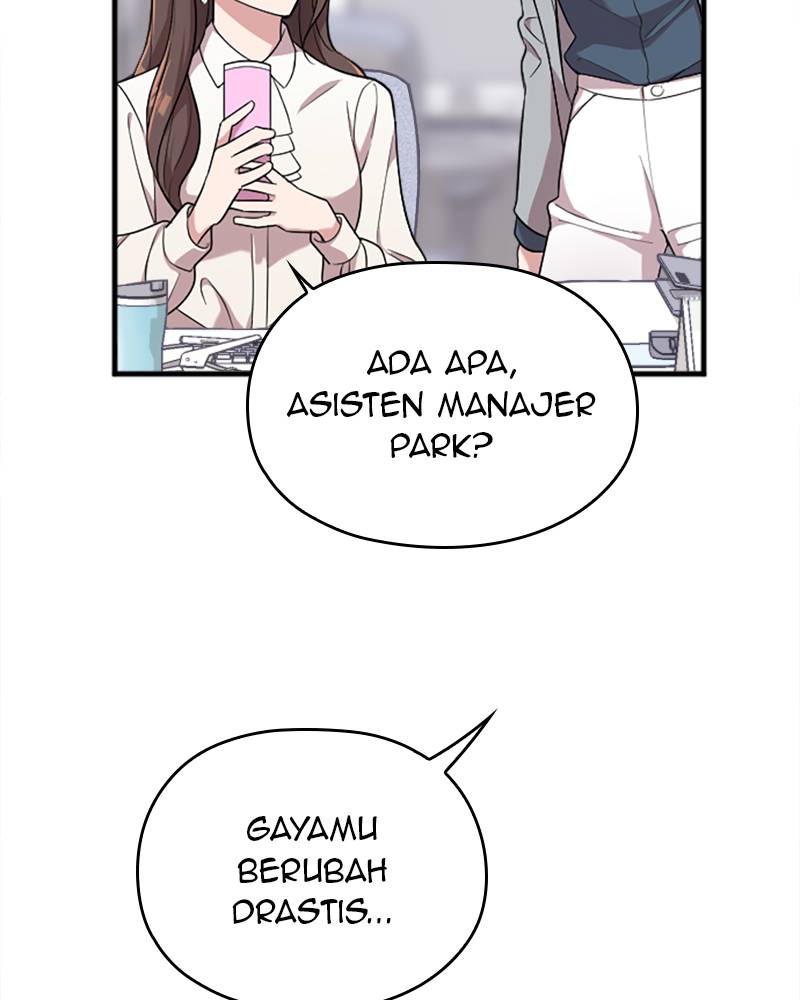 ADA APA,
ASISTEN MANAJER
PARK?
GAYAMU
BERUBAH
DRASTIS...